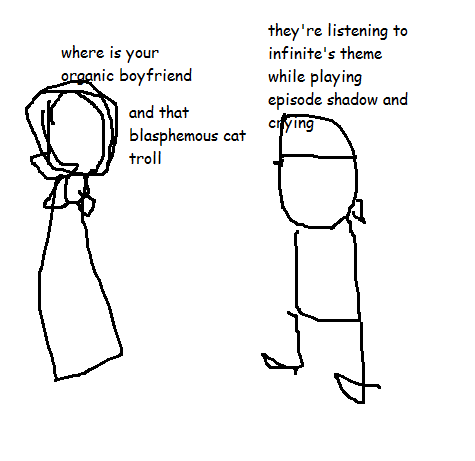 where is your
organic boyfriend
and that
blasphemous cat
troll
they're listening to
infinite's theme
while playing
episode shadow and
crying